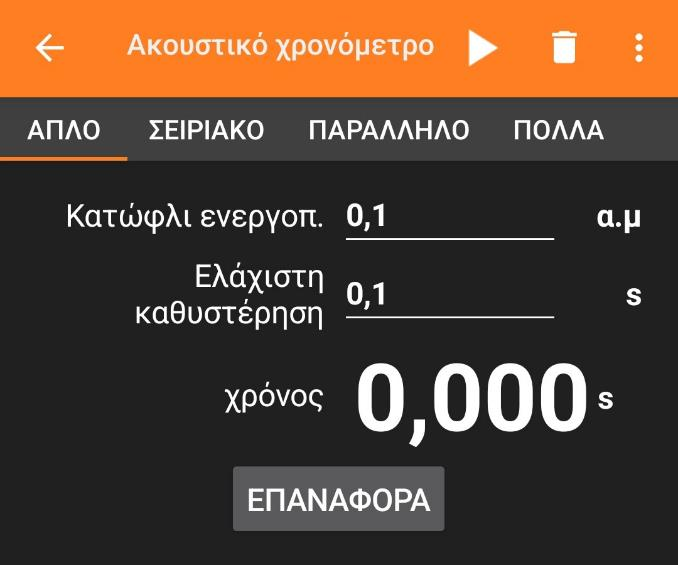 Ακουστικό χρονόμετρο
ΑΠΛΟ ΣΕΙΡΙΑΚΟ ΠΑΡΑΛΛΗΛΟ ΠΟΛΛΑ
Κατώφλι ενεργοπ. 0,1 α.μ
Ελάχιστη
καθυστέρηση 0,1 s
χρόνος 0,000 s
ΕΠΑΝΑΦΟΡΑ